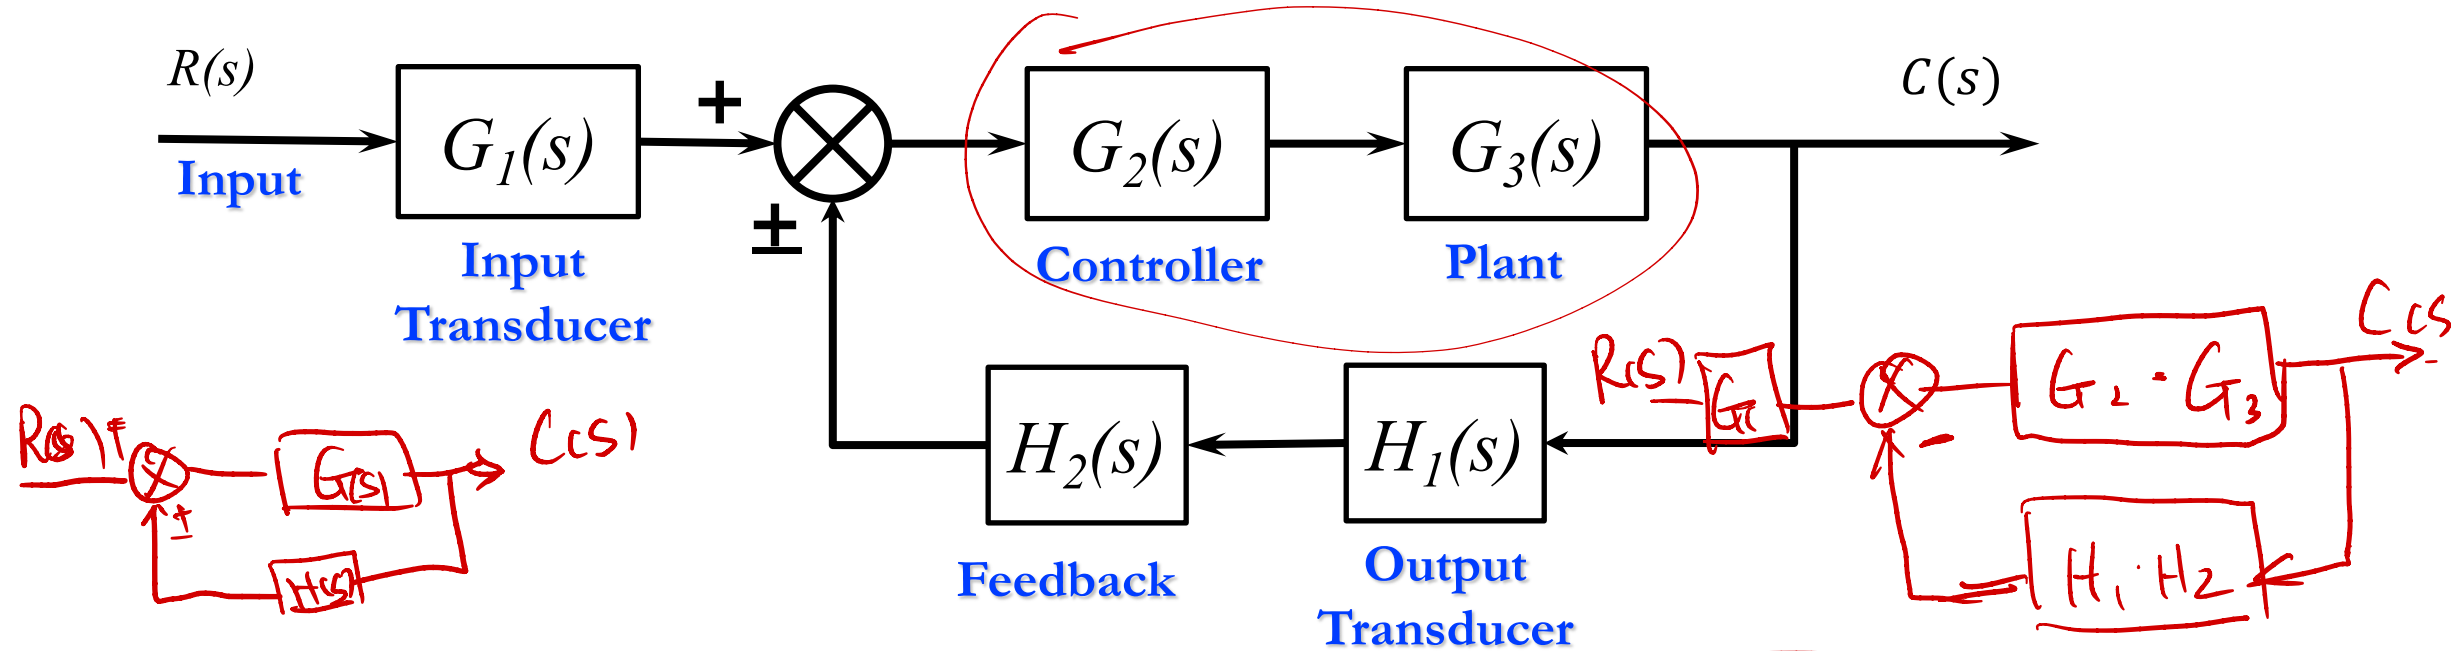 R(s)
G1(s)
+
±
G2(s)
G3(s)
C(s)
Input
Input
Transducer
Controller
Plant
H2(s)
H1(s)
Feedback
Output
Transducer
R(s) +
±
G(s)
C(s)
H(s)
R(s)
G1
-
G2 · G3
C(s
H1 · H2